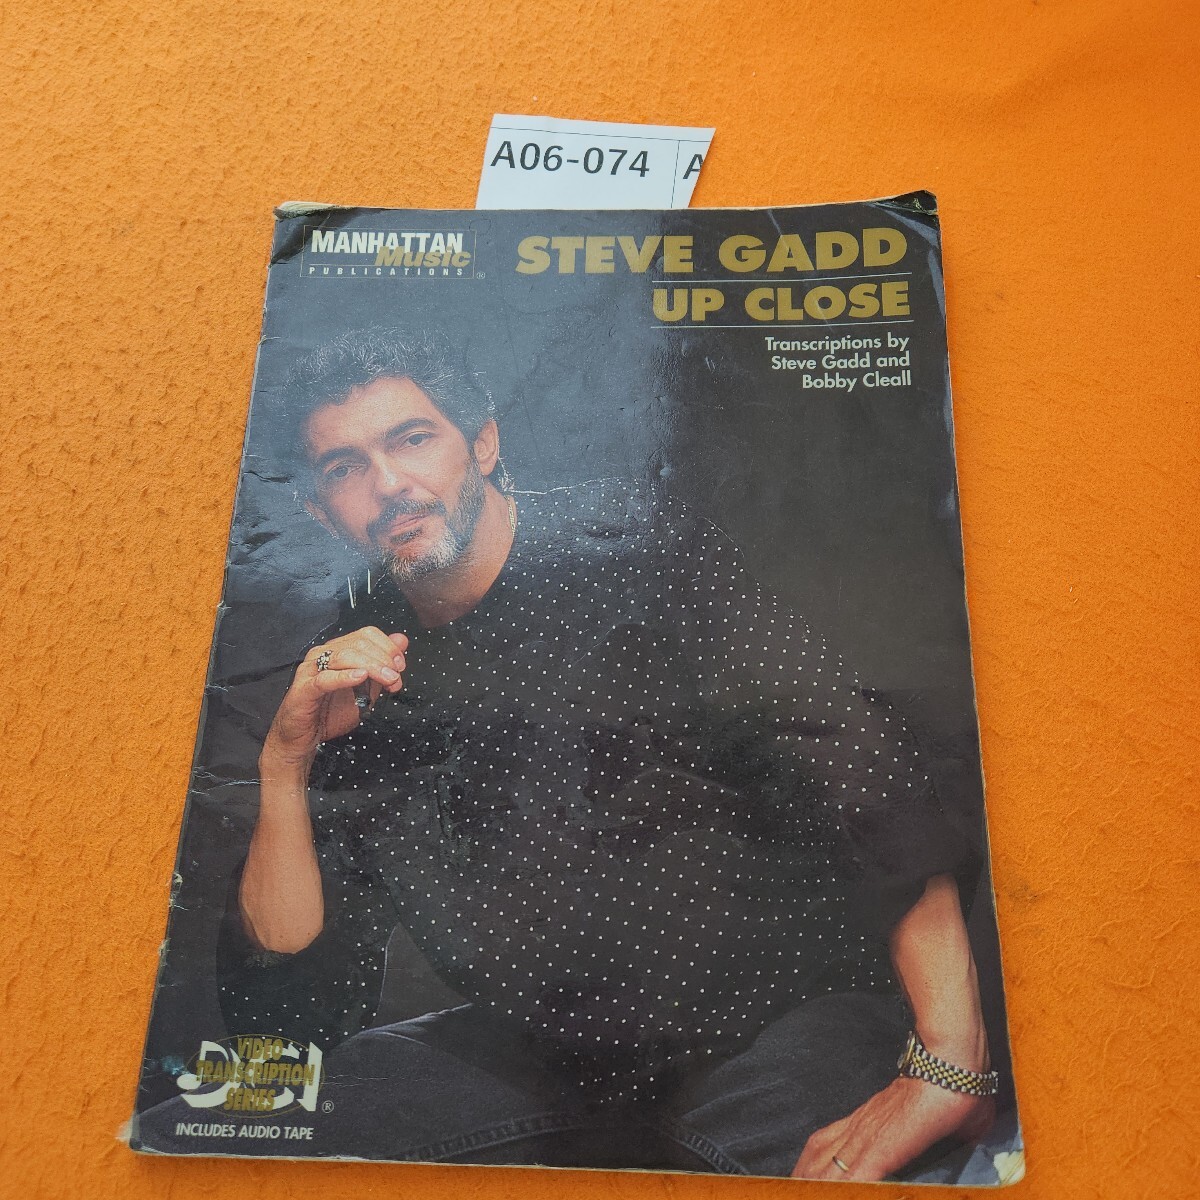 A06-074 A
MANHATTAN
Music
PUBLICATIONS ®
STEVE GADD
UP CLOSE
Transcriptions by
Steve Gadd and
Bobby Cleall
DCI
VIDEO
TRANSCRIPTION
SERIES ®
INCLUDES AUDIO TAPE